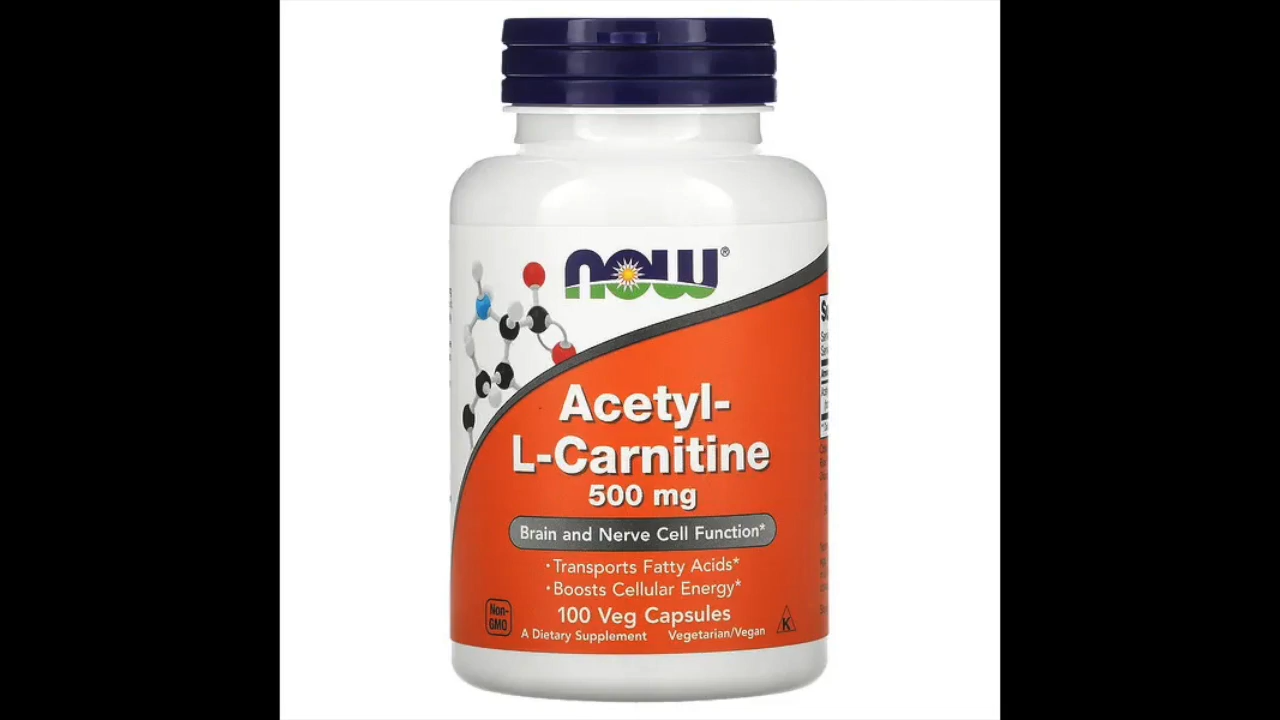 NOW®
Acetyl-
L-Carnitine
500 mg
Brain and Nerve Cell Function*
• Transports Fatty Acids*
• Boosts Cellular Energy*
100 Veg Capsules
Non-
GMO
A Dietary Supplement Vegetarian/Vegan
K